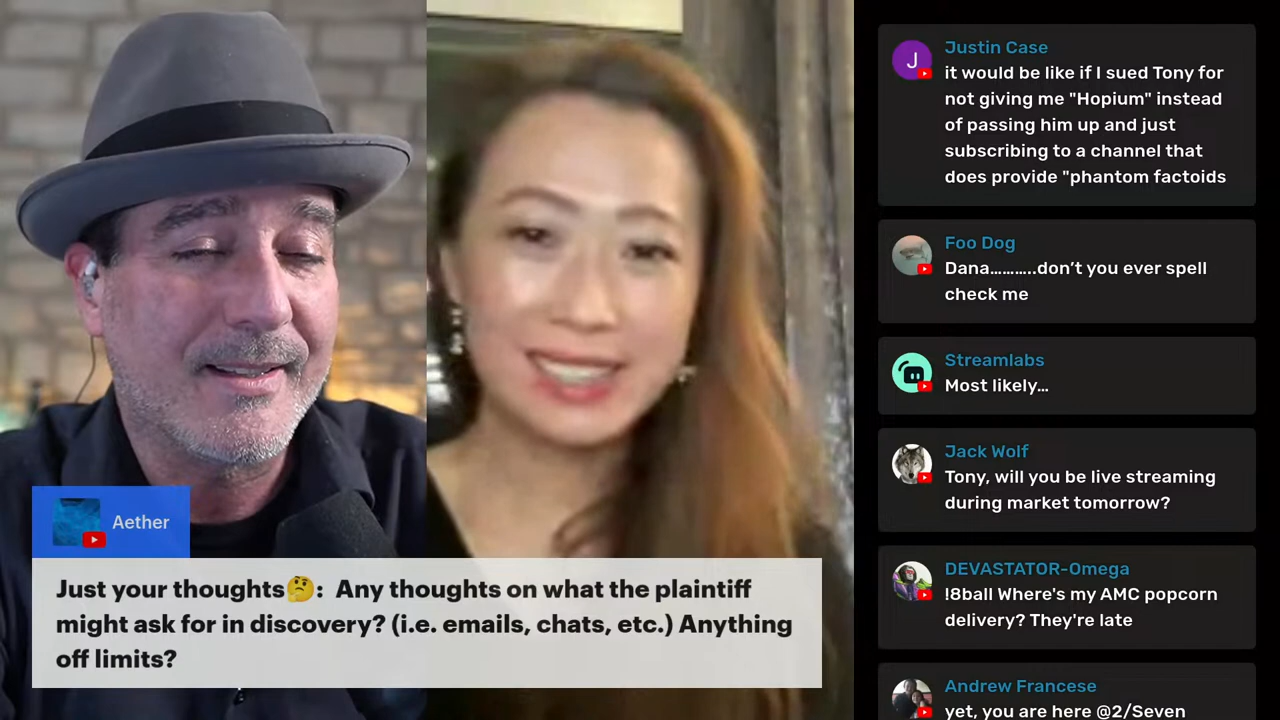 Justin Case
it would be like if I sued Tony for
not giving me "Hopium" instead
of passing him up and just
subscribing to a channel that
does provide "phantom factoids
Foo Dog
Dana...........don’t you ever spell
check me
Streamlabs
Most likely...
Jack Wolf
Tony, will you be live streaming
during market tomorrow?
DEVASTATOR-Omega
!8ball Where's my AMC popcorn
delivery? They're late
Andrew Francese
yet, you are here @2/Seven
J
Aether
Just your thoughts🤔: Any thoughts on what the plaintiff
might ask for in discovery? (i.e. emails, chats, etc.) Anything
off limits?